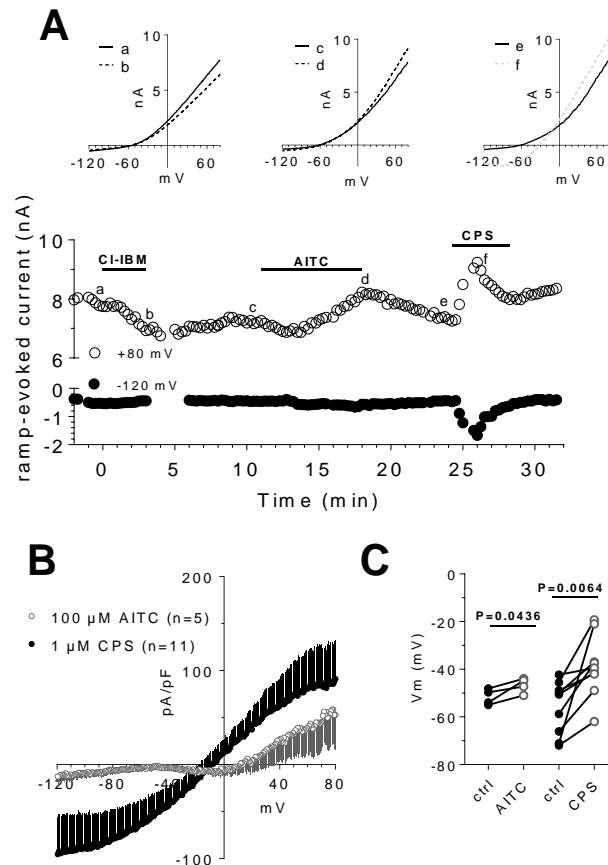 A
a
b
c
d
e
f
10
5
nA
-120
-60
60
mV
10
5
nA
-120
-60
60
mV
10
5
nA
-120
-60
60
mV
ramp-evoked current (nA)
10
8
6
-0
-1
-2
Cl-IBM
AITC
CPS
a
b
c
d
e
f
+80 mV
-120 mV
0
5
10
15
20
25
30
Time (min)
B
200
100
-100
pA/pF
100 µM AITC (n=5)
1 µM CPS (n=11)
-120
-80
-40
0
40
80
mV
C
Vm (mV)
0
-20
-40
-60
-80
P=0.0436
P=0.0064
ctrl
AITC
ctrl
CPS